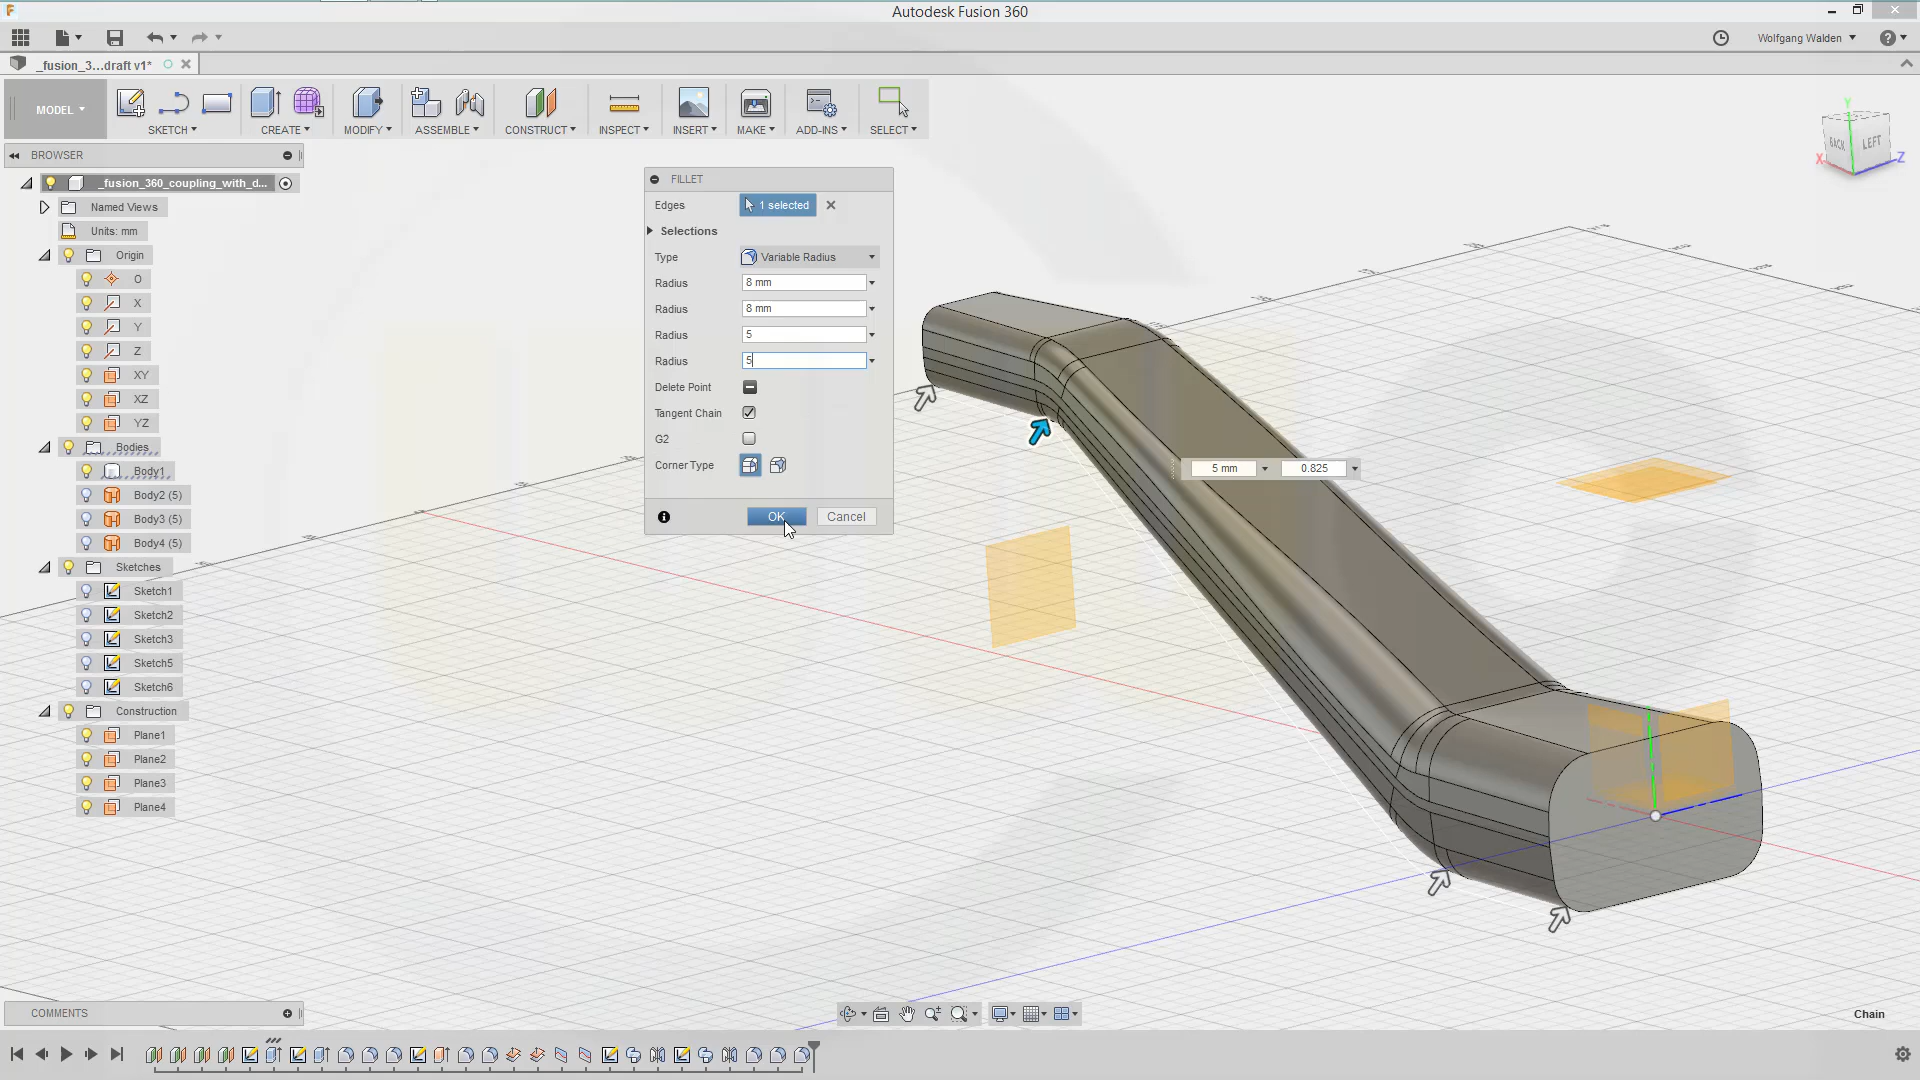 Autodesk Fusion 360
Wolfgang Walden
_fusion_3...draft v1*
MODEL
SKETCH
CREATE
MODIFY
ASSEMBLE
CONSTRUCT
INSPECT
INSERT
MAKE
ADD-INS
SELECT
BROWSER
_fusion_360_coupling_with_d...
Named Views
Units: mm
Origin
O
X
Y
Z
XY
XZ
YZ
Bodies
Body1
Body2 (5)
Body3 (5)
Body4 (5)
Sketches
Sketch1
Sketch2
Sketch3
Sketch5
Sketch6
Construction
Plane1
Plane2
Plane3
Plane4
FILLET
Edges 1 selected
Selections
Type Variable Radius
Radius 8 mm
Radius 8 mm
Radius 5
Radius 5
Delete Point
Tangent Chain
G2
Corner Type
OK Cancel
5 mm 0.825
Y
BACK LEFT
X Z
COMMENTS
Chain